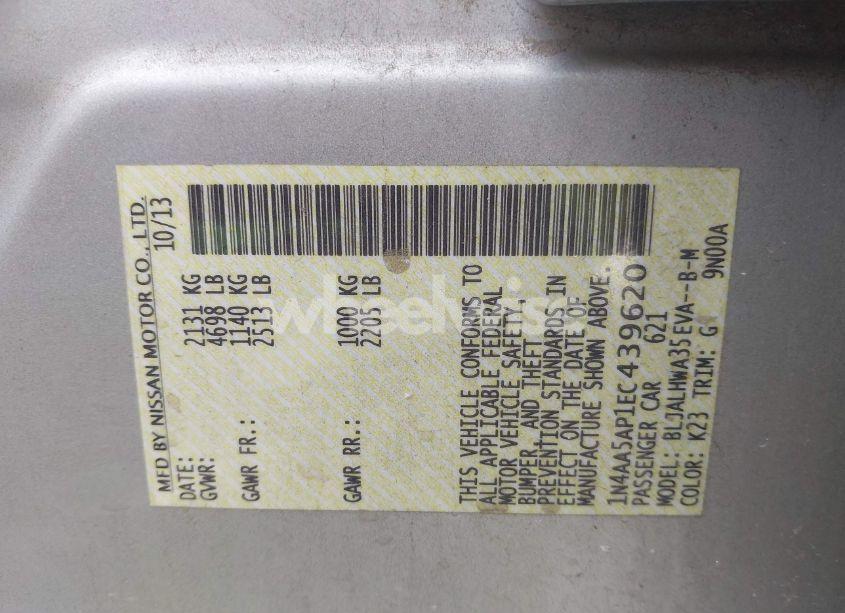 MFD BY NISSAN MOTOR CO., LTD.
DATE: 10/13
GVWR: 2131 KG
4698 LB
GAWR FR.: 1140 KG
2513 LB
GAWR RR.: 1000 KG
2205 LB
THIS VEHICLE CONFORMS TO
ALL APPLICABLE FEDERAL
MOTOR VEHICLE SAFETY,
BUMPER, AND THEFT
PREVENTION STANDARDS IN
EFFECT ON THE DATE OF
MANUFACTURE SHOWN ABOVE.
1N4AA5AP1EC439620
PASSENGER CAR 621
MODEL: BLJALHWA35EVA--B-M
COLOR: K23 TRIM: G 9N00A